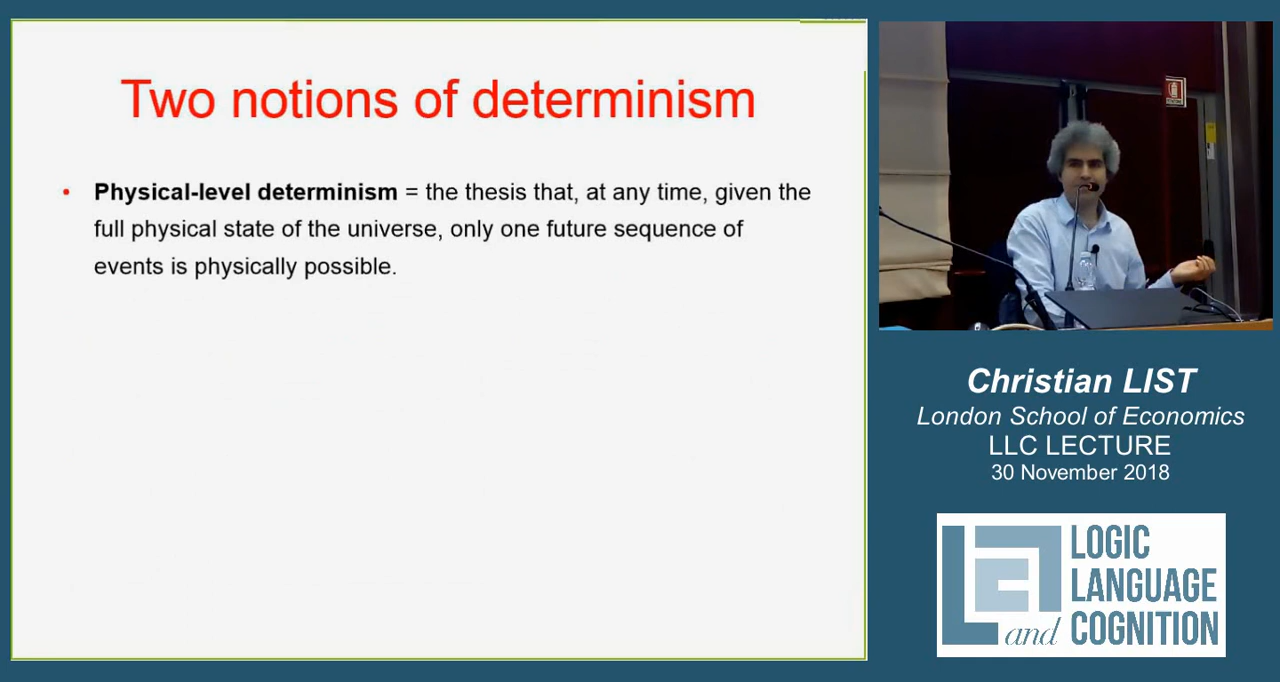 Two notions of determinism
• Physical-level determinism = the thesis that, at any time, given the
full physical state of the universe, only one future sequence of
events is physically possible.
Christian LIST
London School of Economics
LLC LECTURE
30 November 2018
LOGIC
LANGUAGE
and COGNITION